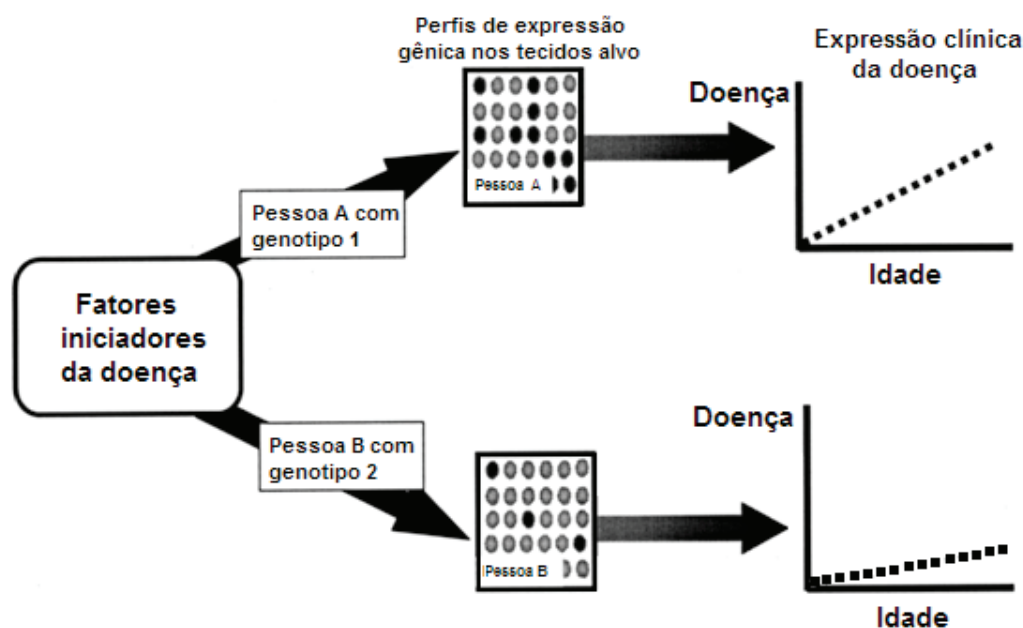 Perfis de expressão
gênica nos tecidos alvo
Expressão clínica
da doença
Doença
Pessoa A
Pessoa A com
genotipo 1
Idade
Fatores
iniciadores
da doença
Doença
Pessoa B com
genotipo 2
Pessoa B
Idade